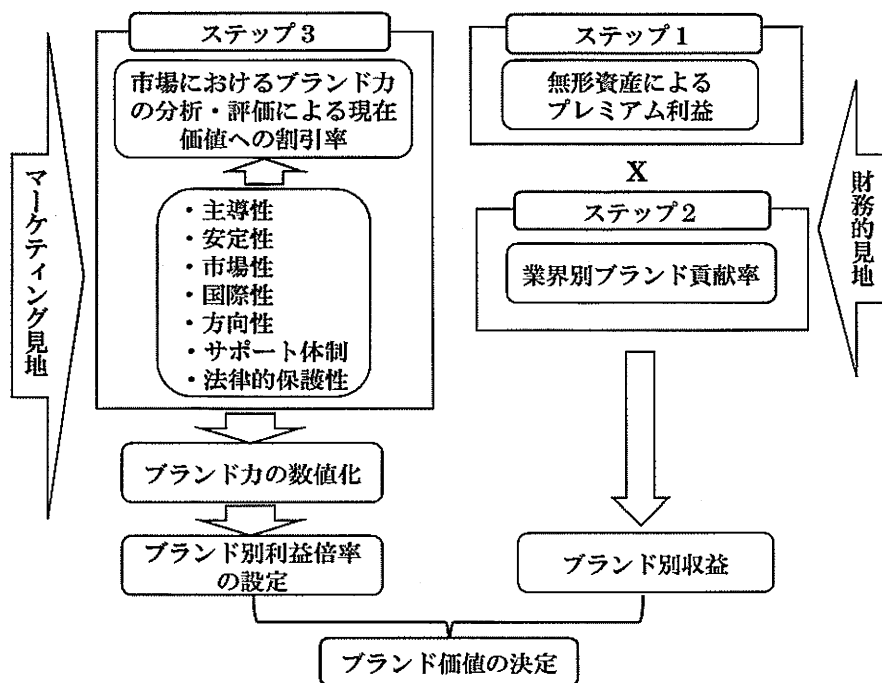 ステップ3
市場におけるブランド力
の分析・評価による現在
価値への割引率
・主導性
・安定性
・市場性
・国際性
・方向性
・サポート体制
・法律的保護性
マーケティング見地
ブランド力の数値化
ブランド別利益倍率
の設定
ステップ1
無形資産による
プレミアム利益
X
ステップ2
業界別ブランド貢献率
財務的見地
ブランド別収益
ブランド価値の決定